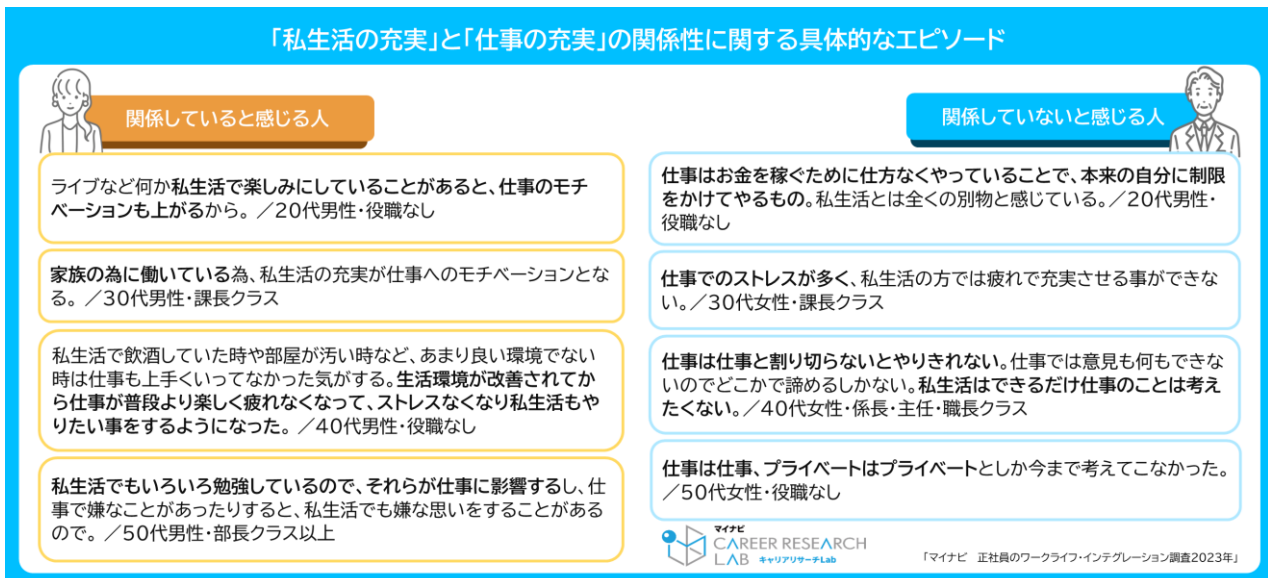 「私生活の充実」と「仕事の充実」の関係性に関する具体的なエピソード
関係していると感じる人
ライブなど何か私生活で楽しみにしていることがあると、仕事のモチ
ベーションも上がるから。／20代男性・役職なし
家族の為に働いている為、私生活の充実が仕事へのモチベーションとな
る。／30代男性・課長クラス
私生活で飲酒していた時や部屋が汚い時など、あまり良い環境でない
時は仕事も上手くいってなかった気がする。生活環境が改善されてか
ら仕事が普段より楽しく疲れなくなって、ストレスなくなり私生活もや
りたい事をするようになった。／40代男性・役職なし
私生活でもいろいろ勉強しているので、それらが仕事に影響するし、仕
事で嫌なことがあったりすると、私生活でも嫌な思いをすることがある
ので。／50代男性・部長クラス以上
関係していないと感じる人
仕事はお金を稼ぐために仕方なくやっていることで、本来の自分に制限
をかけてやるもの。私生活とは全くの別物と感じている。／20代男性・
役職なし
仕事でのストレスが多く、私生活の方では疲れで充実させる事ができな
い。／30代女性・課長クラス
仕事は仕事と割り切らないとやりきれない。仕事では意見も何もできな
いのでどこかで諦めるしかない。私生活はできるだけ仕事のことは考え
たくない。／40代女性・係長・主任・職長クラス
仕事は仕事、プライベートはプライベートとしか今まで考えてこなかった。
／50代女性・役職なし
マイナビ
CAREER RESEARCH
LAB キャリアリサーチLab
「マイナビ 正社員のワークライフ・インテグレーション調査2023年」